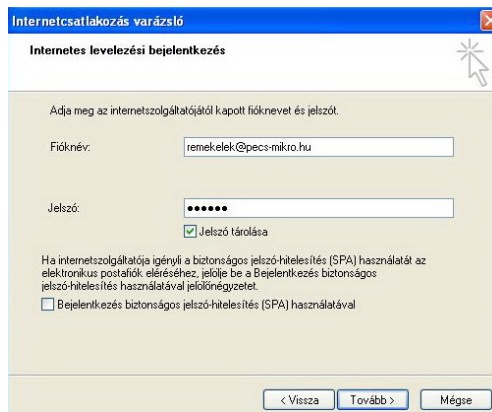 Internetcsatlakozás varázsló
Internetes levelezési bejelentkezés
Adja meg az internetszolgáltatójától kapott fióknevet és jelszót.
Fióknév:
remekelek@pecs-mikro.hu
Jelszó:
••••••
Jelszó tárolása
Ha internetszolgáltatója igényli a biztonságos jelszó-hitelesítés (SPA) használatát az
elektronikus postafiók eléréséhez, jelölje be a Bejelentkezés biztonságos
jelszó-hitelesítés használatával jelölőnégyzetet.
Bejelentkezés biztonságos jelszó-hitelesítés (SPA) használatával
< Vissza
Tovább >
Mégse